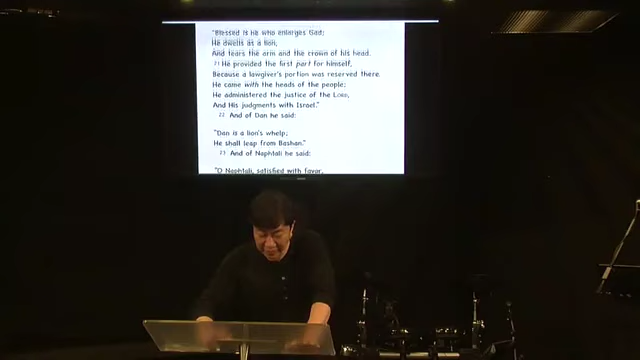 "Blessed is he who enlarges Gad;
He dwells as a lion,
And tears the arm and the crown of his head.
21 He provided the first part for himself,
Because a lawgiver's portion was reserved there.
He came with the heads of the people;
He administered the justice of the LORD,
And His judgments with Israel."
22 And of Dan he said:
"Dan is a lion's whelp;
He shall leap from Bashan."
23 And of Naphtali he said:
"O Naphtali, satisfied with favor,